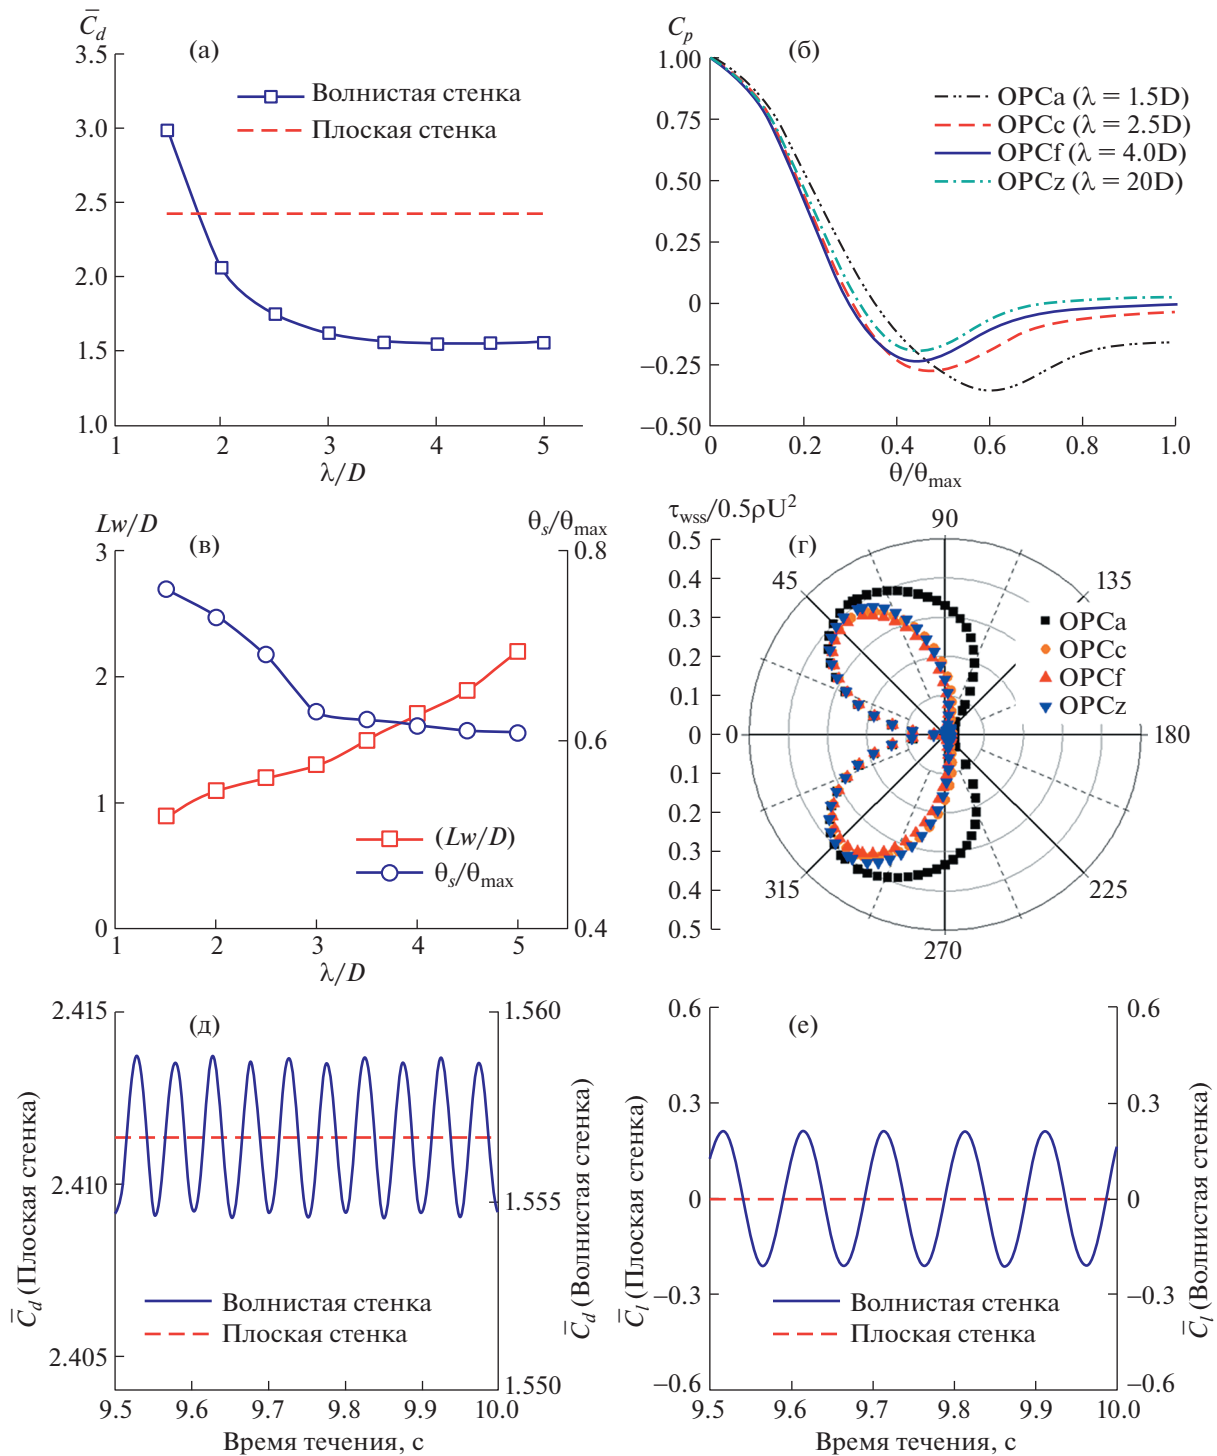 C̅d
(а)
3.5
3.0
2.5
2.0
1.5
1.0
Волнистая стенка
Плоская стенка
1 2 3 4 5
λ/D
Cp
(б)
1.00
0.75
0.50
0.25
0
–0.25
–0.50
OPCa (λ = 1.5D)
OPCc (λ = 2.5D)
OPCf (λ = 4.0D)
OPCz (λ = 20D)
0 0.2 0.4 0.6 0.8 1.0
θ/θmax
Lw/D
(в)
θs/θmax
3
2
1
0
0.8
0.6
0.4
(Lw/D)
θs/θmax
1 2 3 4 5
λ/D
τwss/0.5ρU²
(г)
0.5
0.4
0.3
0.2
0.1
0
0.1
0.2
0.3
0.4
0.5
90
45
135
0
180
315
225
270
OPCa
OPCc
OPCf
OPCz
(д)
2.415
2.410
2.405
C̅d (Плоская стенка)
1.560
1.555
1.550
C̅d (Волнистая стенка)
Волнистая стенка
Плоская стенка
9.5 9.6 9.7 9.8 9.9 10.0
Время течения, с
(е)
0.6
0.3
0
–0.3
–0.6
C̅l (Плоская стенка)
0.6
0.3
0
–0.3
–0.6
C̅l (Волнистая стенка)
Волнистая стенка
Плоская стенка
9.5 9.6 9.7 9.8 9.9 10.0
Время течения, с